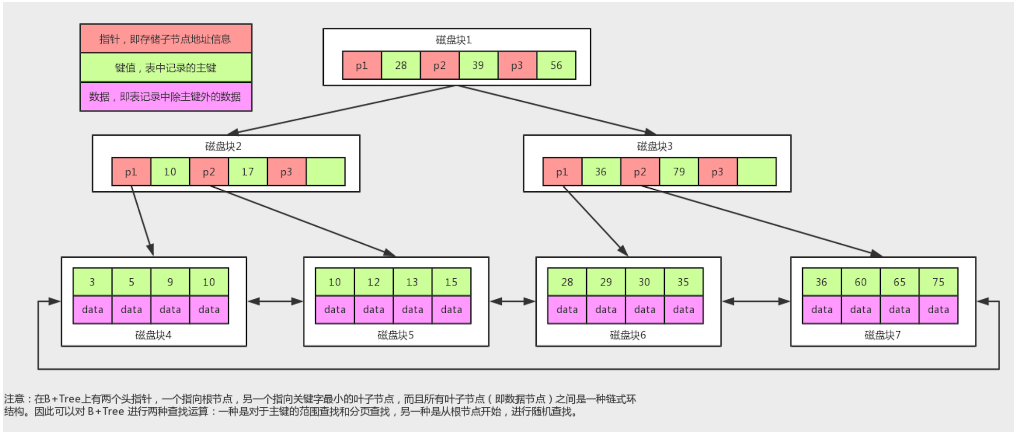 指针，即存储子节点地址信息
键值，表中记录的主键
数据，即表记录中除主键外的数据
磁盘块1
p1 28 p2 39 p3 56
磁盘块2
p1 10 p2 17 p3
磁盘块3
p1 36 p2 79 p3
3 5 9 10
data data data data
磁盘块4
10 12 13 15
data data data data
磁盘块5
28 29 30 35
data data data data
磁盘块6
36 60 65 75
data data data data
磁盘块7
注意：在B+Tree上有两个头指针，一个指向根节点，另一个指向关键字最小的叶子节点，而且所有叶子节点（即数据节点）之间是一种链式环
结构。因此可以对 B+Tree 进行两种查找运算：一种是对于主键的范围查找和分页查找，另一种是从根节点开始，进行随机查找。